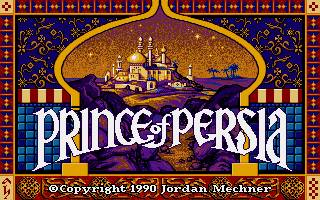 PRINCE of PERSIA
©Copyright 1990 Jordan Mechner